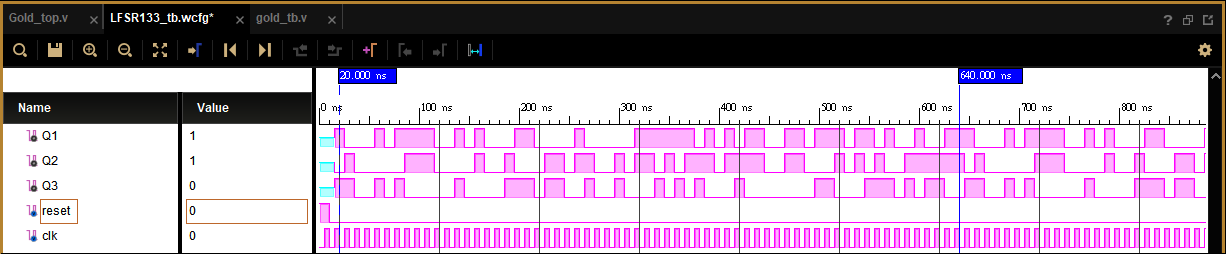 Gold_top.v LFSR133_tb.wcfg* gold_tb.v
20.000 ns 640.000 ns
Name Value
0 ns 100 ns 200 ns 300 ns 400 ns 500 ns 600 ns 700 ns 800 ns
Q1 1
Q2 1
Q3 0
reset 0
clk 0